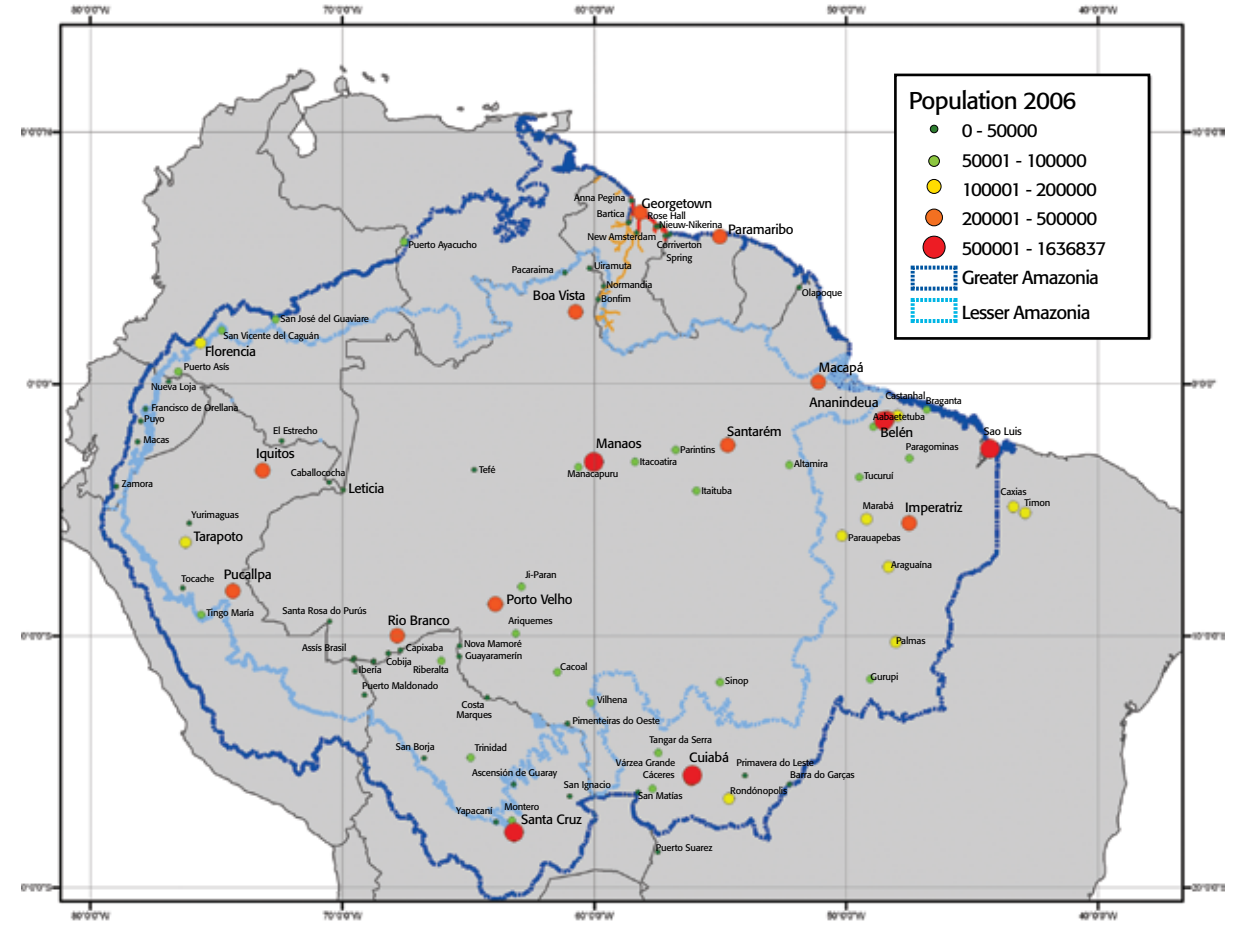 Population 2006
0 - 50000
50001 - 100000
100001 - 200000
200001 - 500000
500001 - 1636837
Greater Amazonia
Lesser Amazonia
Anna Pegina
Georgetown
Bartica
Rose Hall
Nieuw-Nikerina
New Amsterdam
Paramaribo
Corriverton
Spring
Puerto Ayacucho
Pacaraima
Uiramuta
Normandia
Boa Vista
Bonfim
Olapoque
San José del Guaviare
San Vicente del Caguán
Florencia
Puerto Asís
Nueva Loja
Macapá
Francisco de Orellana
Puyo
Ananindeua
Castanhal
Braganta
Aabaetetuba
Belén
Sao Luis
El Estrecho
Macas
Santarém
Manaos
Parintins
Paragominas
Iquitos
Itacoatira
Manacapuru
Tefé
Altamira
Caballococha
Tucuruí
Zamora
Leticia
Itaituba
Caxias
Timon
Marabá
Imperatriz
Yurimaguas
Tarapoto
Parauapebas
Araguaína
Tocache
Pucallpa
Ji-Paran
Porto Velho
Tingo María
Santa Rosa do Purús
Rio Branco
Ariquemes
Palmas
Assís Brasil
Capixaba
Nova Mamoré
Cobija
Guayaramerín
Iberia
Riberalta
Cacoal
Puerto Maldonado
Sinop
Gurupi
Costa
Marques
Vilhena
Pimenteiras do Oeste
Tangar da Serra
San Borja
Trinidad
Várzea Grande
Cuiabá
Primavera do Leste
Ascensión de Guaray
Cáceres
Barra do Garças
San Ignacio
San Matías
Rondónopolis
Yapacaní
Montero
Santa Cruz
Puerto Suarez